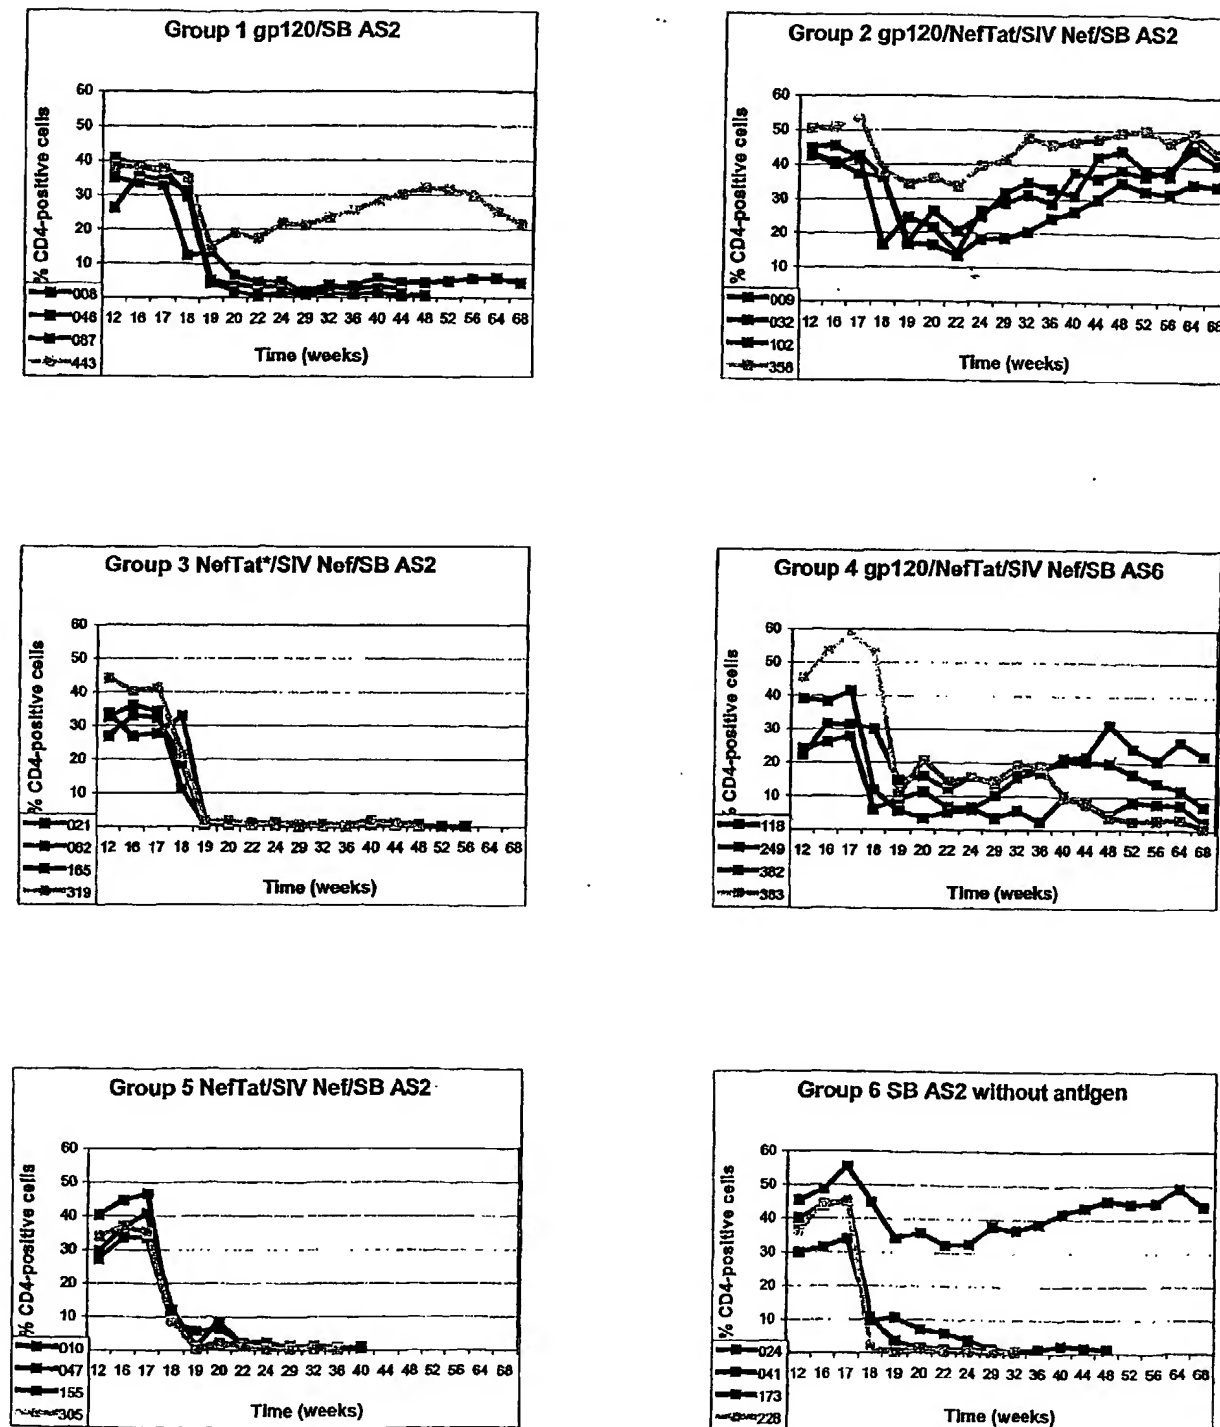 Group 1 gp120/SB AS2
% CD4-positive cells
60
50
40
30
20
10
12 16 17 18 19 20 22 24 29 32 36 40 44 48 52 56 64 68
008
046
087
443
Time (weeks)
Group 2 gp120/NefTat/SIV Nef/SB AS2
% CD4-positive cells
60
50
40
30
20
10
12 16 17 18 19 20 22 24 29 32 36 40 44 48 52 56 64 68
009
032
102
358
Time (weeks)
Group 3 NefTat*/SIV Nef/SB AS2
% CD4-positive cells
60
50
40
30
20
10
12 16 17 18 19 20 22 24 29 32 36 40 44 48 52 56 64 68
021
062
165
319
Time (weeks)
Group 4 gp120/NefTat/SIV Nef/SB AS6
% CD4-positive cells
60
50
40
30
20
10
12 16 17 18 19 20 22 24 29 32 36 40 44 48 52 56 64 68
118
249
382
383
Time (weeks)
Group 5 NefTat/SIV Nef/SB AS2
% CD4-positive cells
60
50
40
30
20
10
12 16 17 18 19 20 22 24 29 32 36 40 44 48 52 56 64 68
010
047
155
305
Time (weeks)
Group 6 SB AS2 without antigen
% CD4-positive cells
60
50
40
30
20
10
12 16 17 18 19 20 22 24 29 32 36 40 44 48 52 56 64 68
024
041
173
228
Time (weeks)